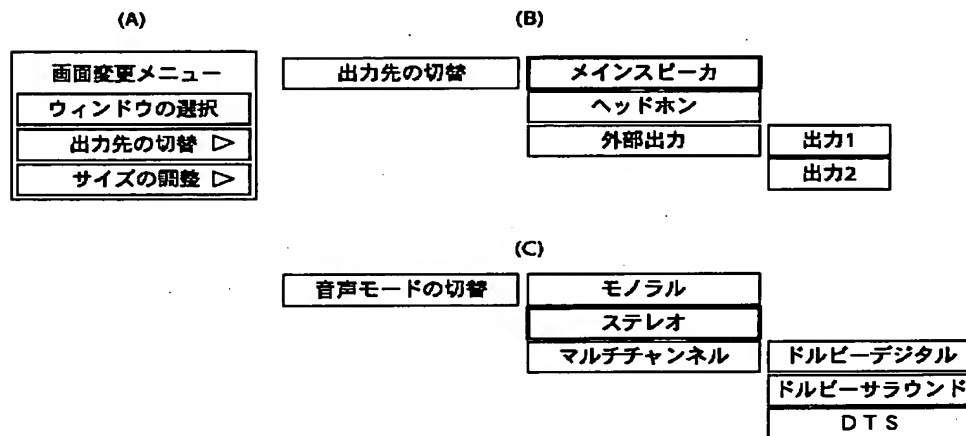 (A)
画面変更メニュー
ウィンドウの選択
出力先の切替 ▷
サイズの調整 ▷
(B)
出力先の切替
メインスピーカ
ヘッドホン
外部出力
出力1
出力2
(C)
音声モードの切替
モノラル
ステレオ
マルチチャンネル
ドルビーデジタル
ドルビーサラウンド
DTS